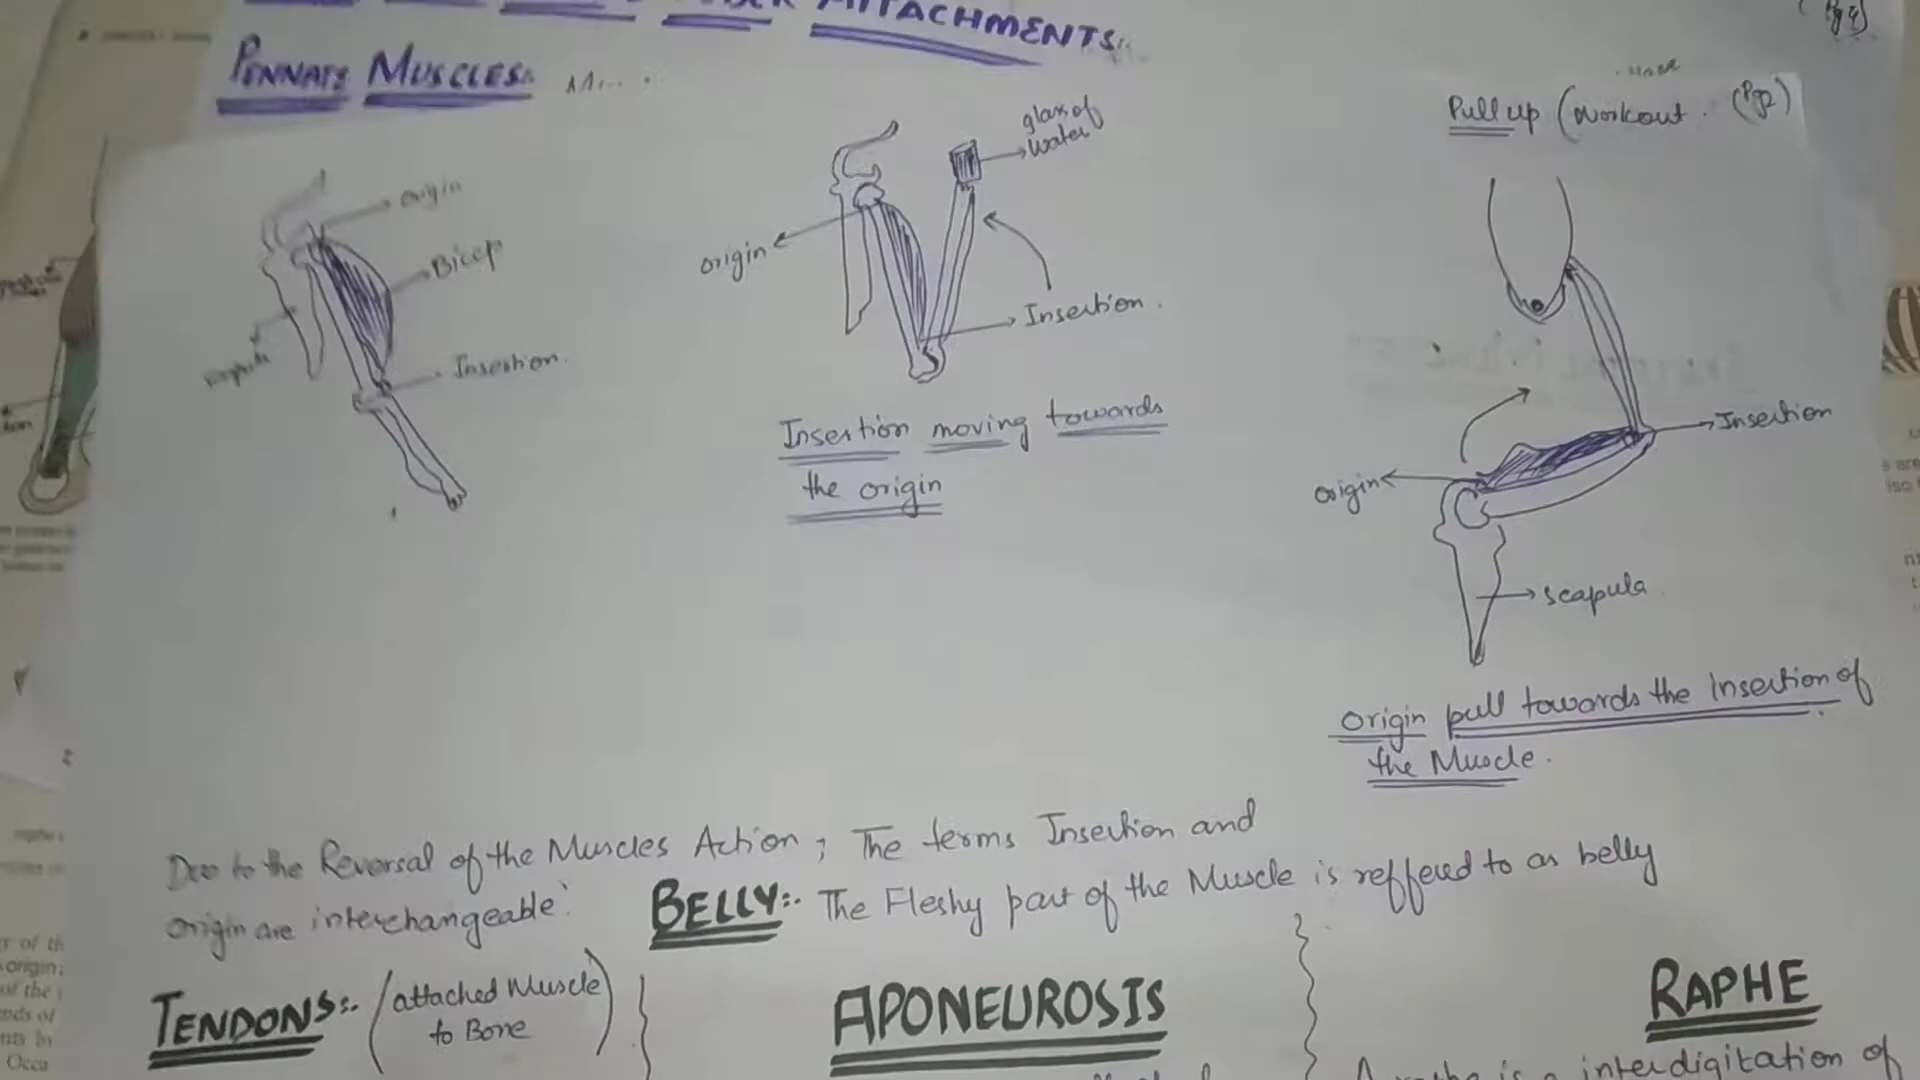 ATTACHMENTS:.
PENNATE MUSCLES:.
(Pg 4)
Pull up (workout. (Pg2)
glass of
water
origin
Bicep
Insertion.
origin
Insertion.
Insertion moving towards
the origin
Insertion
origin
scapula
origin pull towards the insertion of
the Muscle.
Due to the Reversal of the Muscles Action; The terms Insertion and
origin are interchangeable.
BELLY:. The Fleshy part of the Muscle is reffered to as belly
TENDONS:. (attached Muscle
to Bone)
APONEUROSIS
RAPHE
interdigitation of